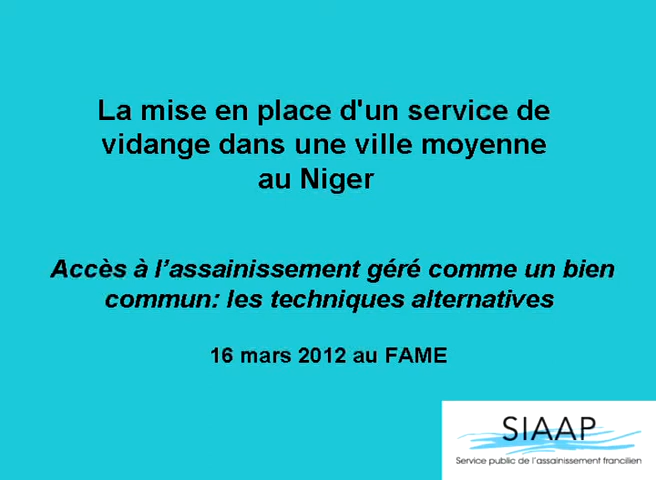 La mise en place d'un service de
vidange dans une ville moyenne
au Niger
Accès à l’assainissement géré comme un bien
commun: les techniques alternatives
16 mars 2012 au FAME
SIAAP
Service public de l'assainissement francilien